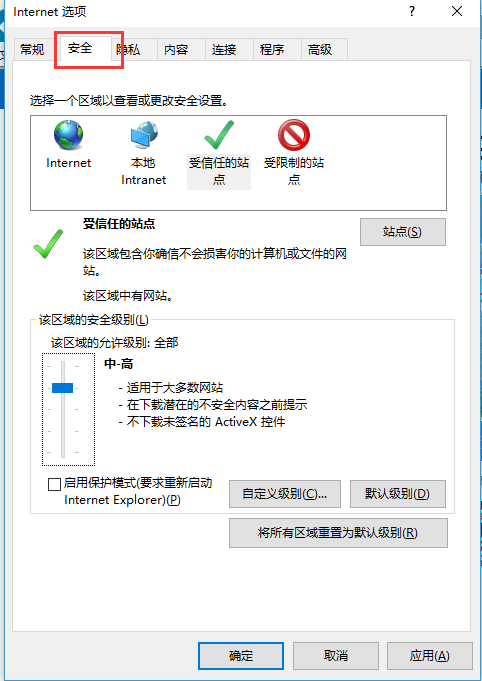 Internet 选项
?
常规 安全 隐私 内容 连接 程序 高级
选择一个区域以查看或更改安全设置。
Internet
本地
Intranet
受信任的站
点
受限制的站
点
受信任的站点
站点(S)
该区域包含你确信不会损害你的计算机或文件的网
站。
该区域中有网站。
该区域的安全级别(L)
该区域的允许级别: 全部
中-高
- 适用于大多数网站
- 在下载潜在的不安全内容之前提示
- 不下载未签名的 ActiveX 控件
启用保护模式(要求重新启动
Internet Explorer)(P)
自定义级别(C)...
默认级别(D)
将所有区域重置为默认级别(R)
确定
取消
应用(A)